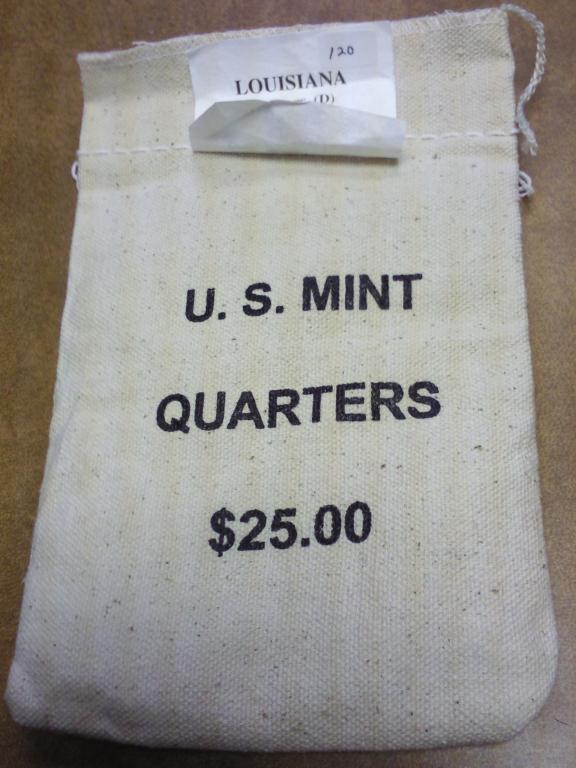 120
LOUISIANA
(D)
U. S. MINT
QUARTERS
$25.00